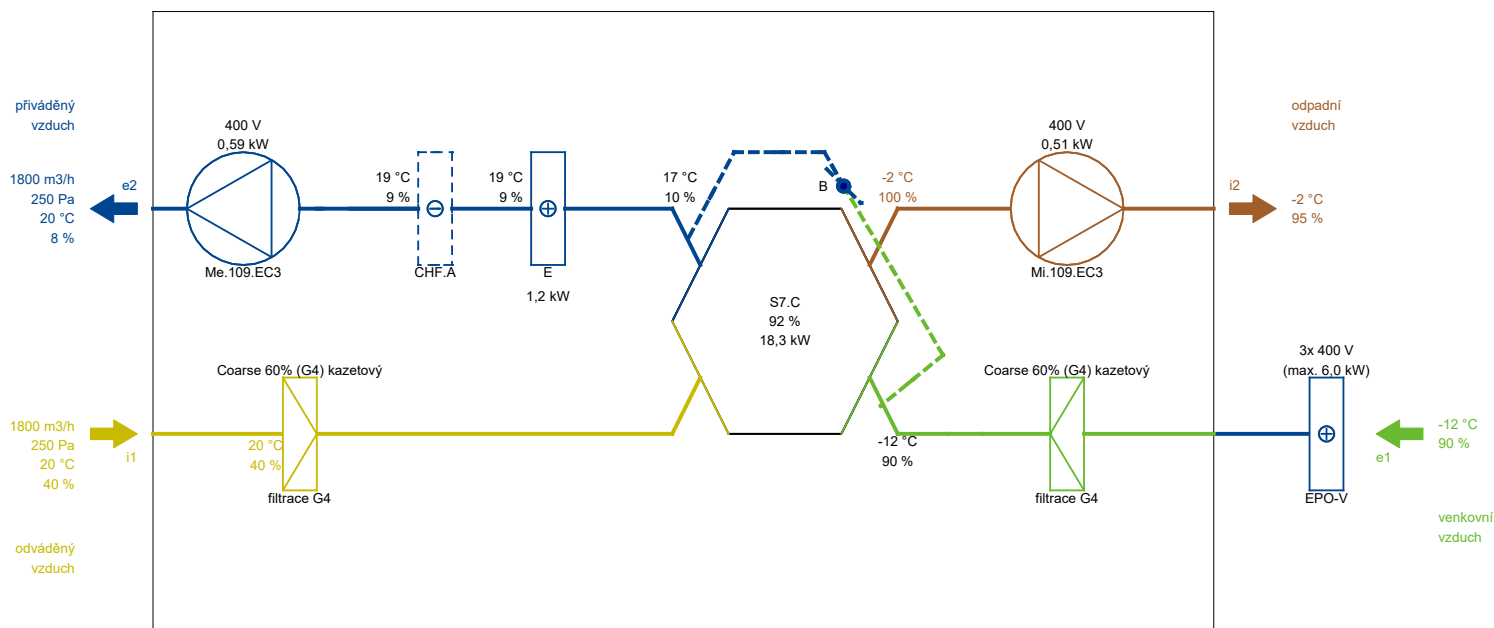 přiváděný
vzduch
1800 m3/h
250 Pa
20 °C
8 %
e2
400 V
0,59 kW
Me.109.EC3
19 °C
9 %
CHF.A
19 °C
9 %
E
1,2 kW
17 °C
10 %
B
-2 °C
100 %
400 V
0,51 kW
Mi.109.EC3
odpadní
vzduch
i2
-2 °C
95 %
S7.C
92 %
18,3 kW
1800 m3/h
250 Pa
20 °C
40 %
i1
odváděný
vzduch
Coarse 60% (G4) kazetový
20 °C
40 %
filtrace G4
-12 °C
90 %
Coarse 60% (G4) kazetový
filtrace G4
3x 400 V
(max. 6,0 kW)
EPO-V
e1
-12 °C
90 %
venkovní
vzduch